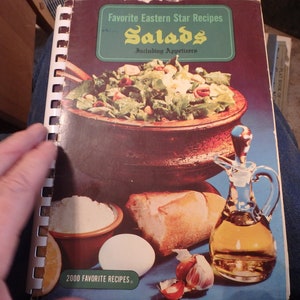 Favorite Eastern Star Recipes
Salads
Including Appetizers
2000 FAVORITE RECIPES